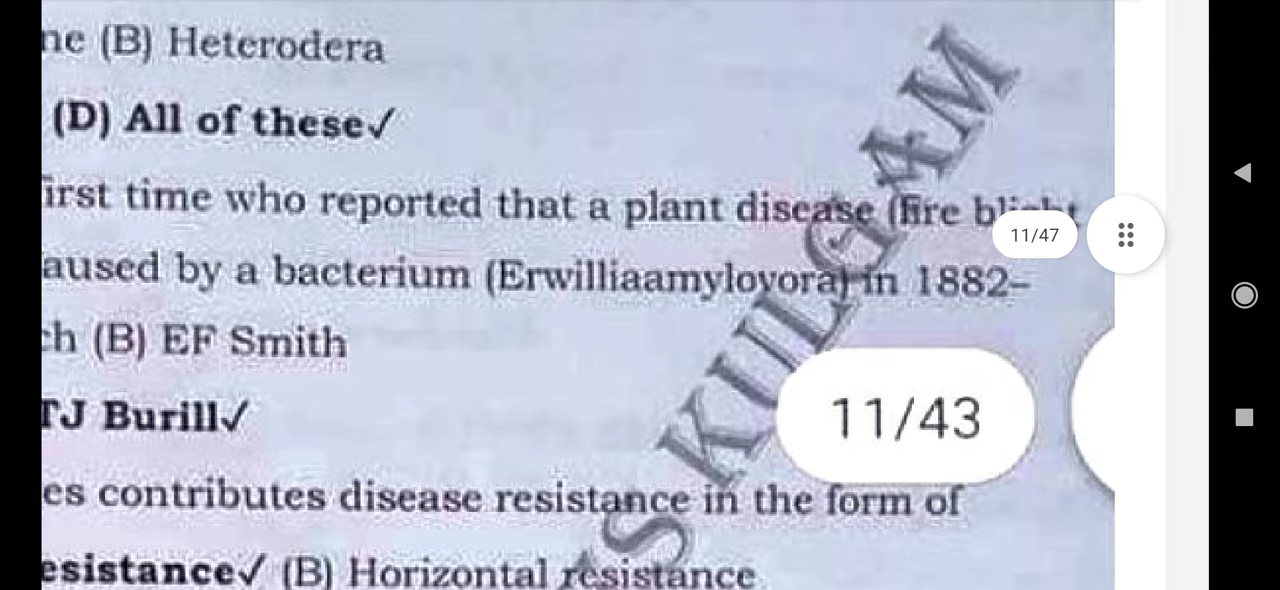 ne (B) Heterodera
(D) All of these✓
irst time who reported that a plant disease (fire blight
11/47
aused by a bacterium (Erwilliaamylovora) in 1882–
ch (B) EF Smith
TJ Burill✓
11/43
es contributes disease resistance in the form of
esistance✓ (B) Horizontal resistance
S KULGRAM